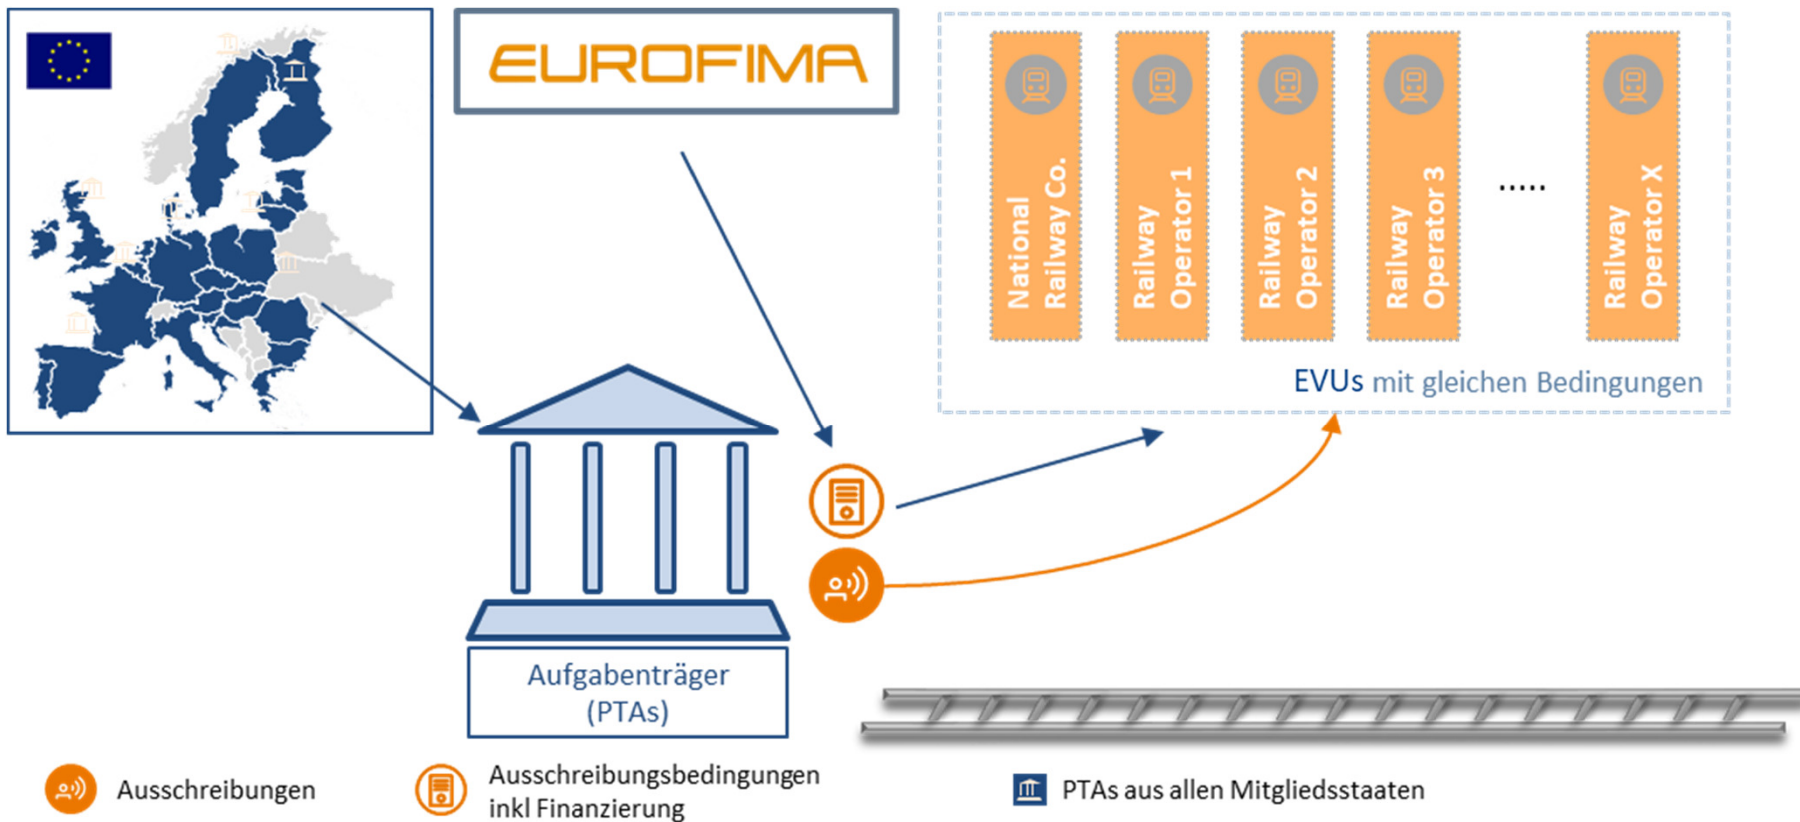 EUROFIMA
National
Railway Co.
Railway
Operator 1
Railway
Operator 2
Railway
Operator 3
.....
Railway
Operator X
EVUs mit gleichen Bedingungen
Aufgabenträger
(PTAs)
Ausschreibungen
Ausschreibungsbedingungen
inkl Finanzierung
PTAs aus allen Mitgliedsstaaten